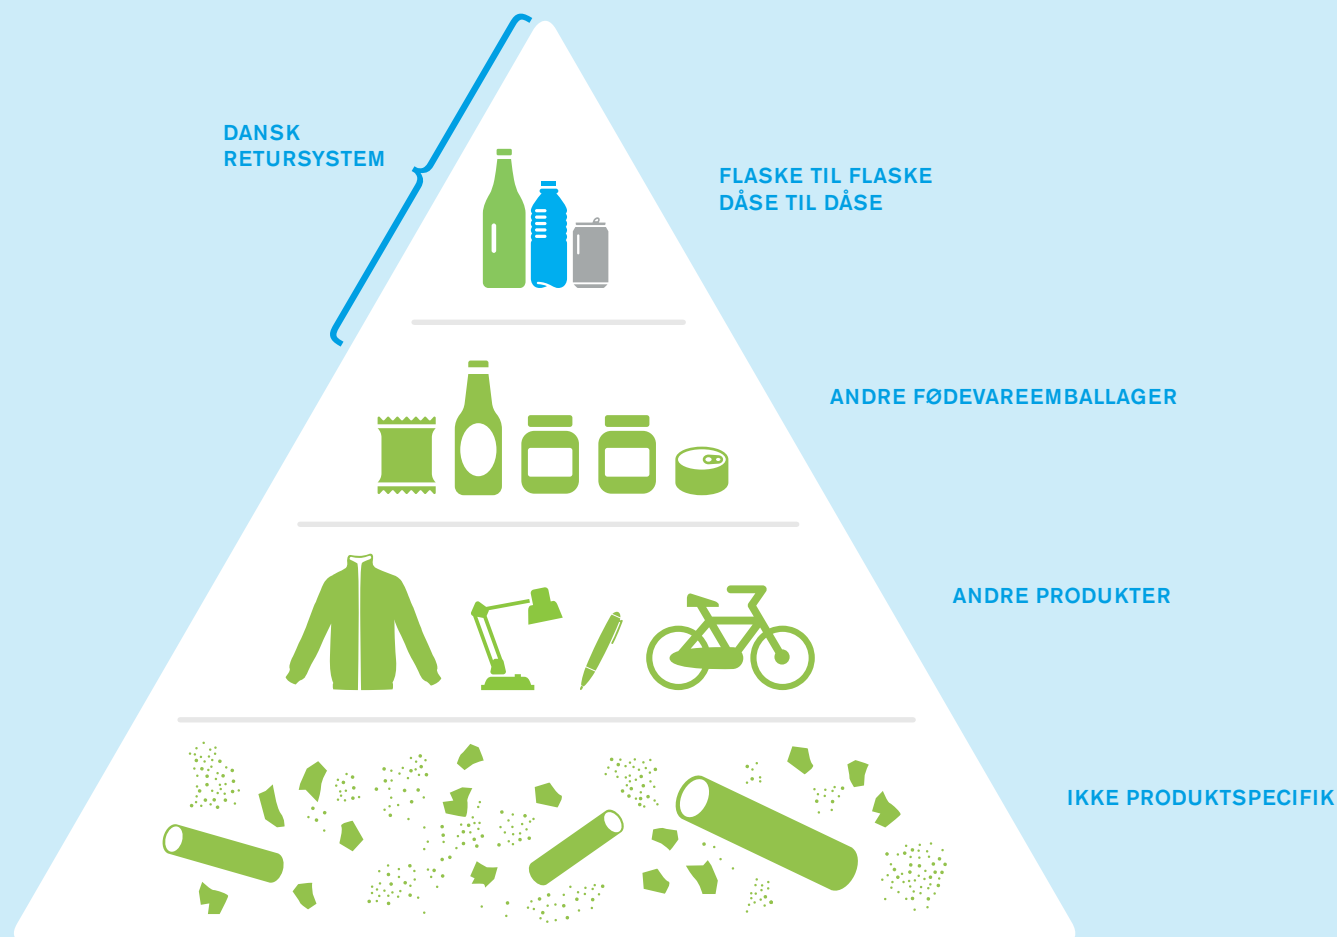 DANSK
RETURSYSTEM
FLASKE TIL FLASKE
DÅSE TIL DÅSE
ANDRE FØDEVAREEMBALLAGER
ANDRE PRODUKTER
IKKE PRODUKTSPECIFIK